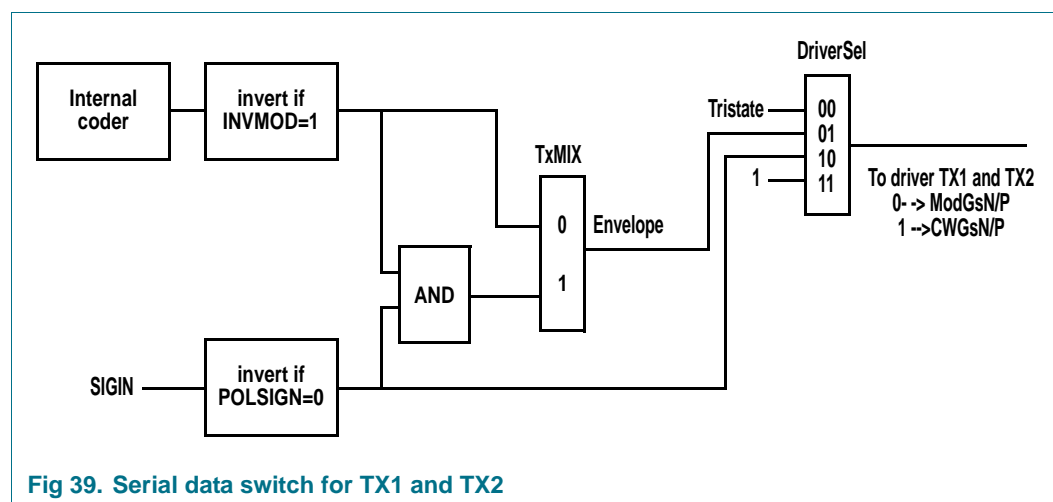 DriverSel
Internal
coder
invert if
INVMOD=1
Tristate
00
01
10
11
TxMIX
1
To driver TX1 and TX2
0- -> ModGsN/P
1 -->CWGsN/P
0
Envelope
1
AND
SIGIN
invert if
POLSIGN=0
Fig 39. Serial data switch for TX1 and TX2